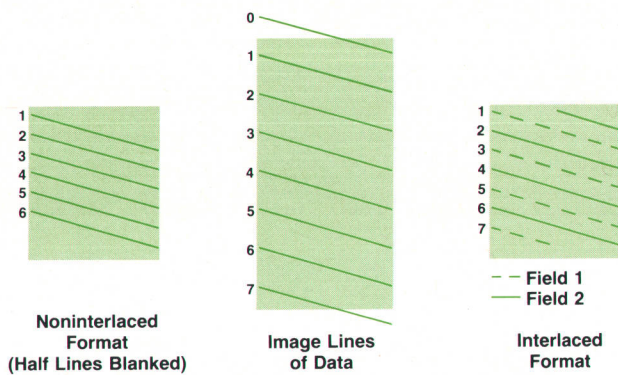 1
2
3
4
5
6
Noninterlaced
Format
(Half Lines Blanked)
0
1
2
3
4
5
6
7
Image Lines
of Data
1
2
3
4
5
6
7
Field 1
Field 2
Interlaced
Format